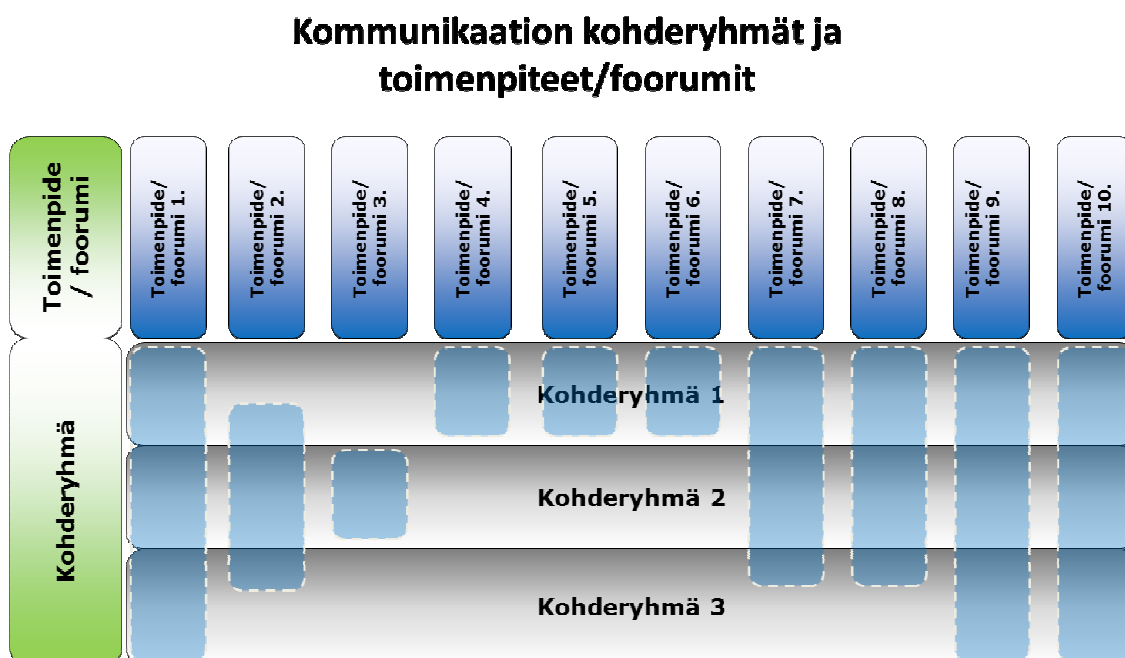 Kommunikaation kohderyhmät ja
toimenpiteet/foorumit
Toimenpide
/ foorumi
Toimenpide/
foorumi 1.
Toimenpide/
foorumi 2.
Toimenpide/
foorumi 3.
Toimenpide/
foorumi 4.
Toimenpide/
foorumi 5.
Toimenpide/
foorumi 6.
Toimenpide/
foorumi 7.
Toimenpide/
foorumi 8.
Toimenpide/
foorumi 9.
Toimenpide/
foorumi 10.
Kohderyhmä
Kohderyhmä 1
Kohderyhmä 2
Kohderyhmä 3